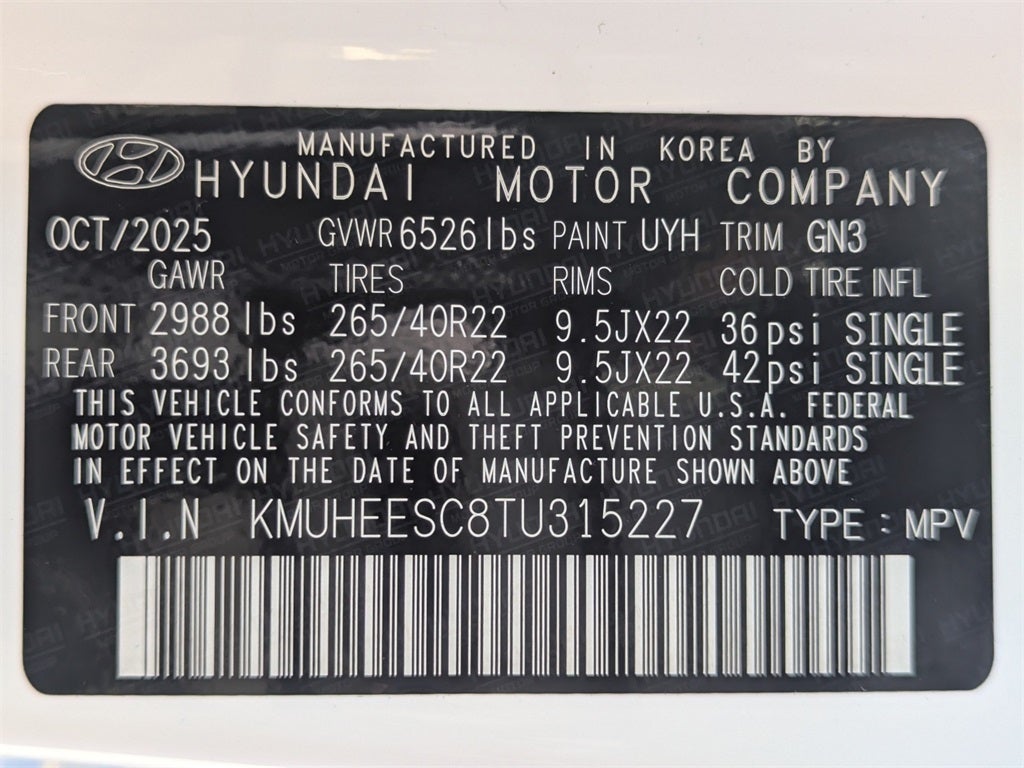 MANUFACTURED IN KOREA BY
HYUNDAI MOTOR COMPANY
OCT/2025 GVWR 6526 lbs PAINT UYH TRIM GN3
GAWR TIRES RIMS COLD TIRE INFL
FRONT 2988 lbs 265/40R22 9.5JX22 36psi SINGLE
REAR 3693 lbs 265/40R22 9.5JX22 42psi SINGLE
THIS VEHICLE CONFORMS TO ALL APPLICABLE U.S.A. FEDERAL
MOTOR VEHICLE SAFETY AND THEFT PREVENTION STANDARDS
IN EFFECT ON THE DATE OF MANUFACTURE SHOWN ABOVE
V.I.N KMUHEESC8TU315227 TYPE : MPV